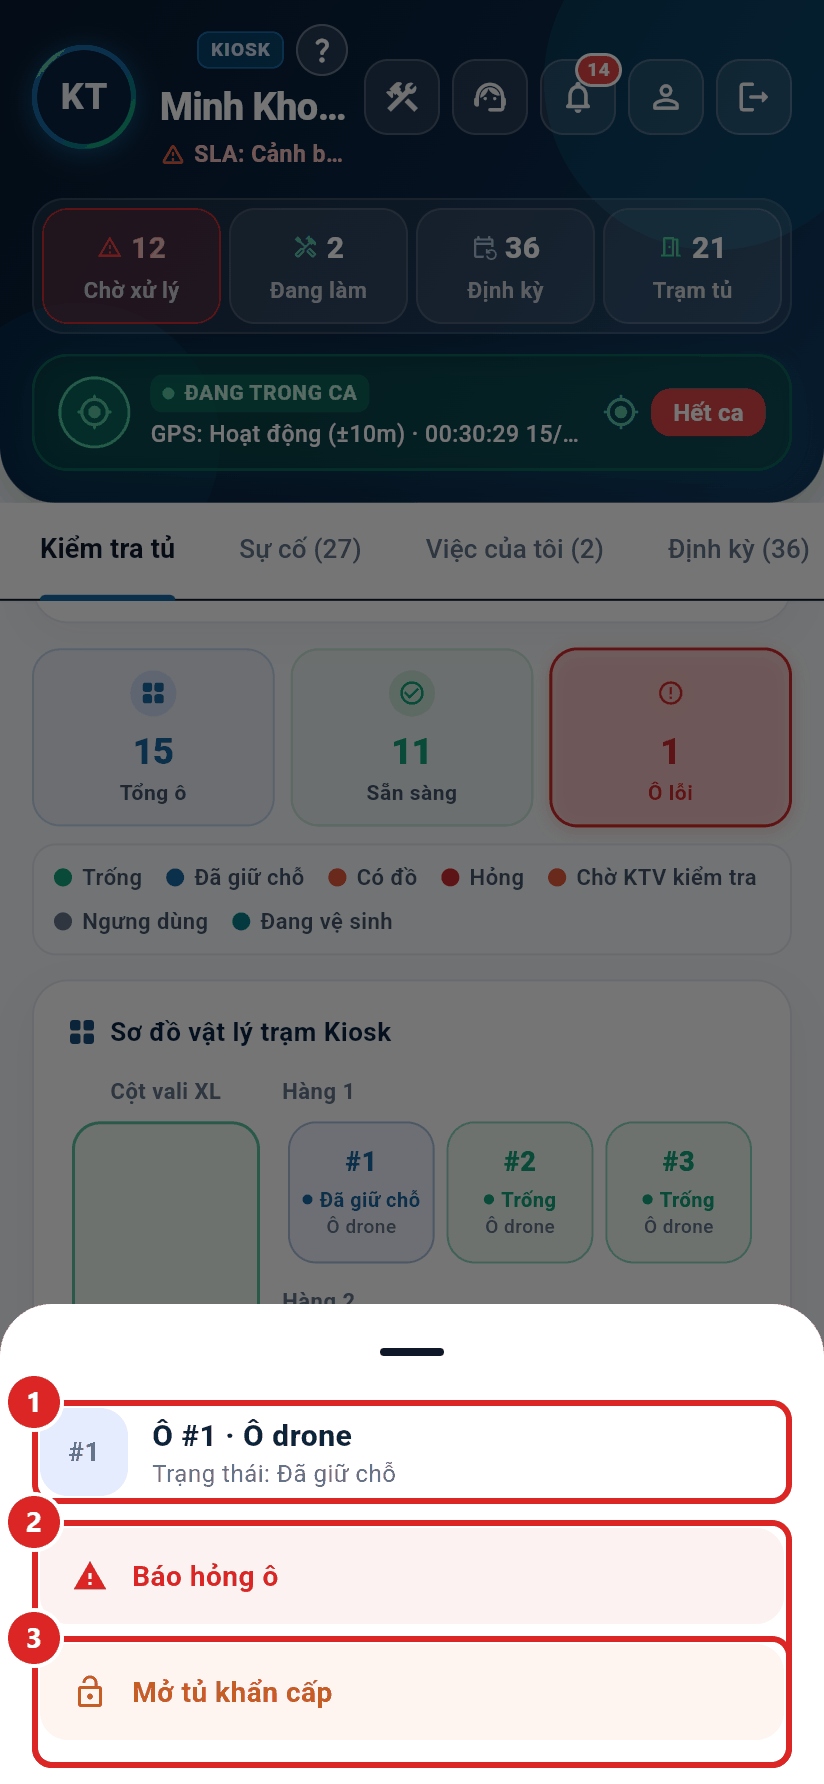 KT
KIOSK
?
Minh Kho...
SLA: Cảnh b...
14
12
Chờ xử lý
2
Đang làm
36
Định kỳ
21
Trạm tủ
ĐANG TRONG CA
GPS: Hoạt động (±10m) · 00:30:29 15/...
Hết ca
Kiểm tra tủ
Sự cố (27)
Việc của tôi (2)
Định kỳ (36)
15
Tổng ô
11
Sẵn sàng
1
Ô lỗi
Trống
Đã giữ chỗ
Có đồ
Hỏng
Chờ KTV kiểm tra
Ngưng dùng
Đang vệ sinh
Sơ đồ vật lý trạm Kiosk
Cột vali XL
Hàng 1
#1
Đã giữ chỗ
Ô drone
#2
Trống
Ô drone
#3
Trống
Ô drone
Hàng 2
1
#1
Ô #1 · Ô drone
Trạng thái: Đã giữ chỗ
2
Báo hỏng ô
3
Mở tủ khẩn cấp